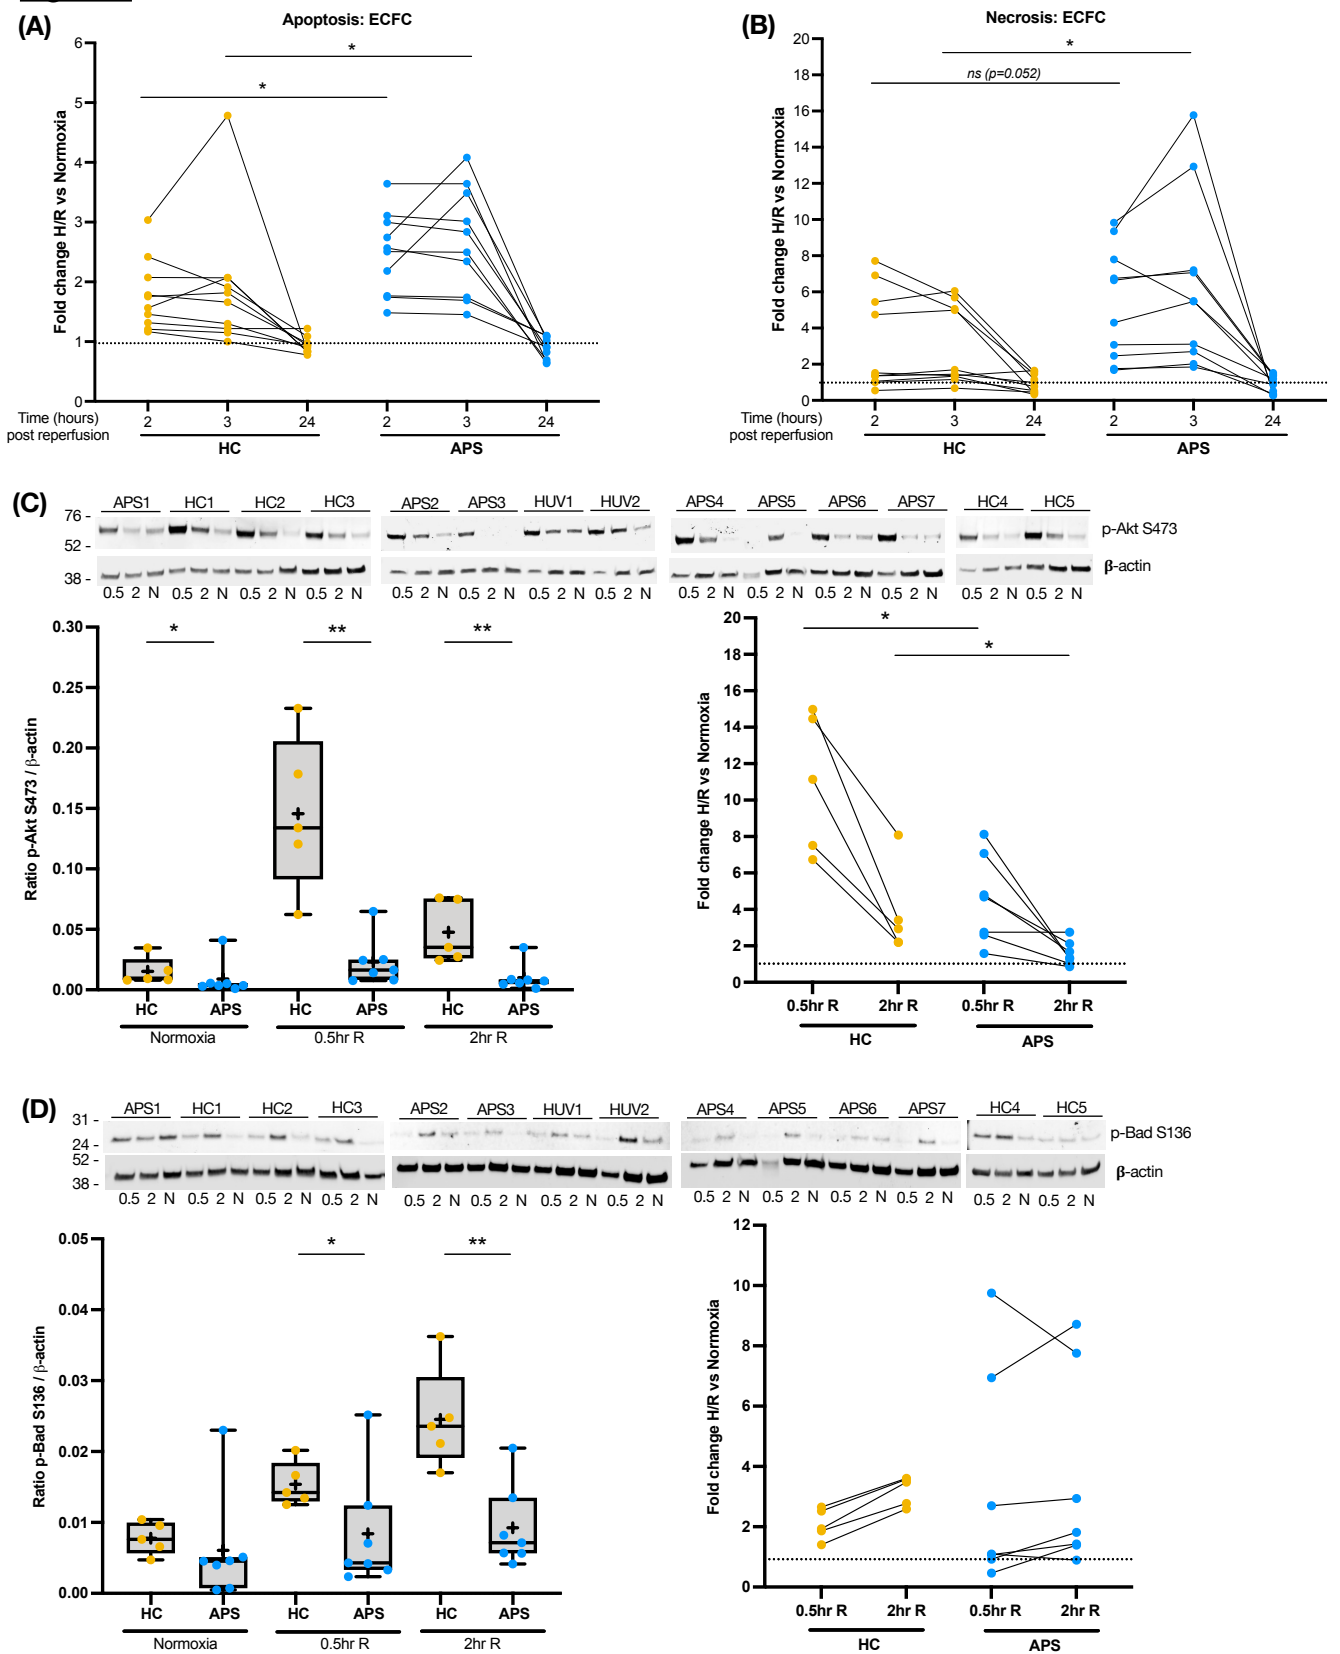 (A)
Apoptosis: ECFC
Fold change H/R vs Normoxia
6
5
4
3
2
1
0
*
*
Time (hours)
post reperfusion
2 3 24 2 3 24
HC APS
(B)
Necrosis: ECFC
Fold change H/R vs Normoxia
20
18
16
14
12
10
8
6
4
2
0
*
ns (p=0.052)
Time (hours)
post reperfusion
2 3 24 2 3 24
HC APS
(C)
APS1 HC1 HC2 HC3 APS2 APS3 HUV1 HUV2 APS4 APS5 APS6 APS7 HC4 HC5
76 -
52 -
p-Akt S473
38 -
β-actin
0.5 2 N 0.5 2 N 0.5 2 N 0.5 2 N 0.5 2 N 0.5 2 N 0.5 2 N 0.5 2 N 0.5 2 N 0.5 2 N 0.5 2 N 0.5 2 N 0.5 2 N 0.5 2 N
Ratio p-Akt S473 / β-actin
0.30
0.25
0.20
0.15
0.10
0.05
0.00
* ** **
HC APS HC APS HC APS
Normoxia 0.5hr R 2hr R
Fold change H/R vs Normoxia
20
18
16
14
12
10
8
6
4
2
0
*
*
0.5hr R 2hr R 0.5hr R 2hr R
HC APS
(D)
APS1 HC1 HC2 HC3 APS2 APS3 HUV1 HUV2 APS4 APS5 APS6 APS7 HC4 HC5
31 -
24 -
p-Bad S136
52 -
38 -
β-actin
0.5 2 N 0.5 2 N 0.5 2 N 0.5 2 N 0.5 2 N 0.5 2 N 0.5 2 N 0.5 2 N 0.5 2 N 0.5 2 N 0.5 2 N 0.5 2 N 0.5 2 N 0.5 2 N
Ratio p-Bad S136 / β-actin
0.05
0.04
0.03
0.02
0.01
0.00
* **
HC APS HC APS HC APS
Normoxia 0.5hr R 2hr R
Fold change H/R vs Normoxia
12
10
8
6
4
2
0
0.5hr R 2hr R 0.5hr R 2hr R
HC APS